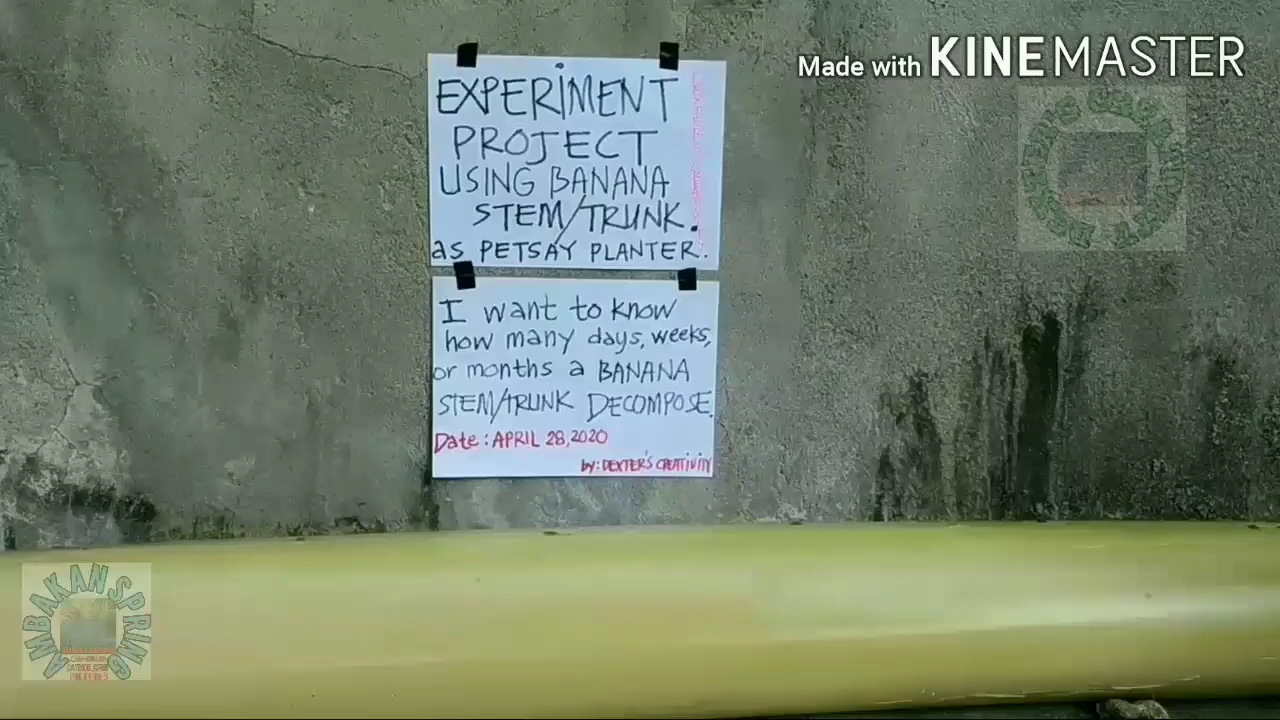 Made with KINEMASTER
EXPERIMENT
PROJECT
USING BANANA
STEM/TRUNK.
as PETSAY PLANTER.
I want to know
how many days, weeks,
or months a BANANA
STEM/TRUNK DECOMPOSE.
Date: APRIL 28, 2020
by: DEXTER'S CREATIVITY
AMBAKAN SPRING